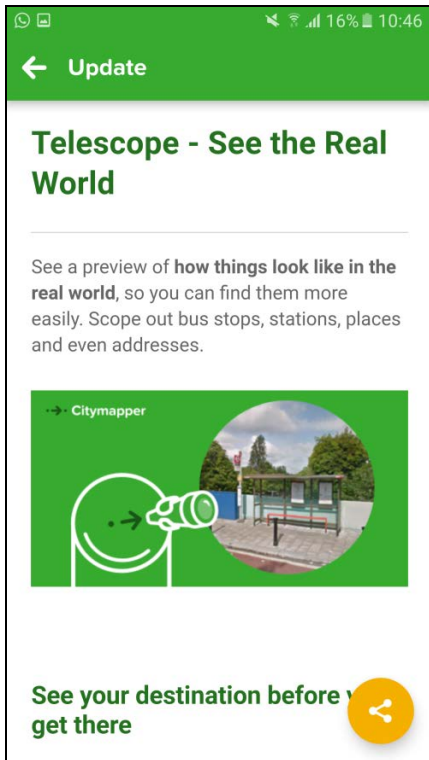 16% 10:46
Update
Telescope - See the Real
World
See a preview of how things look like in the
real world, so you can find them more
easily. Scope out bus stops, stations, places
and even addresses.
Citymapper
See your destination before
get there